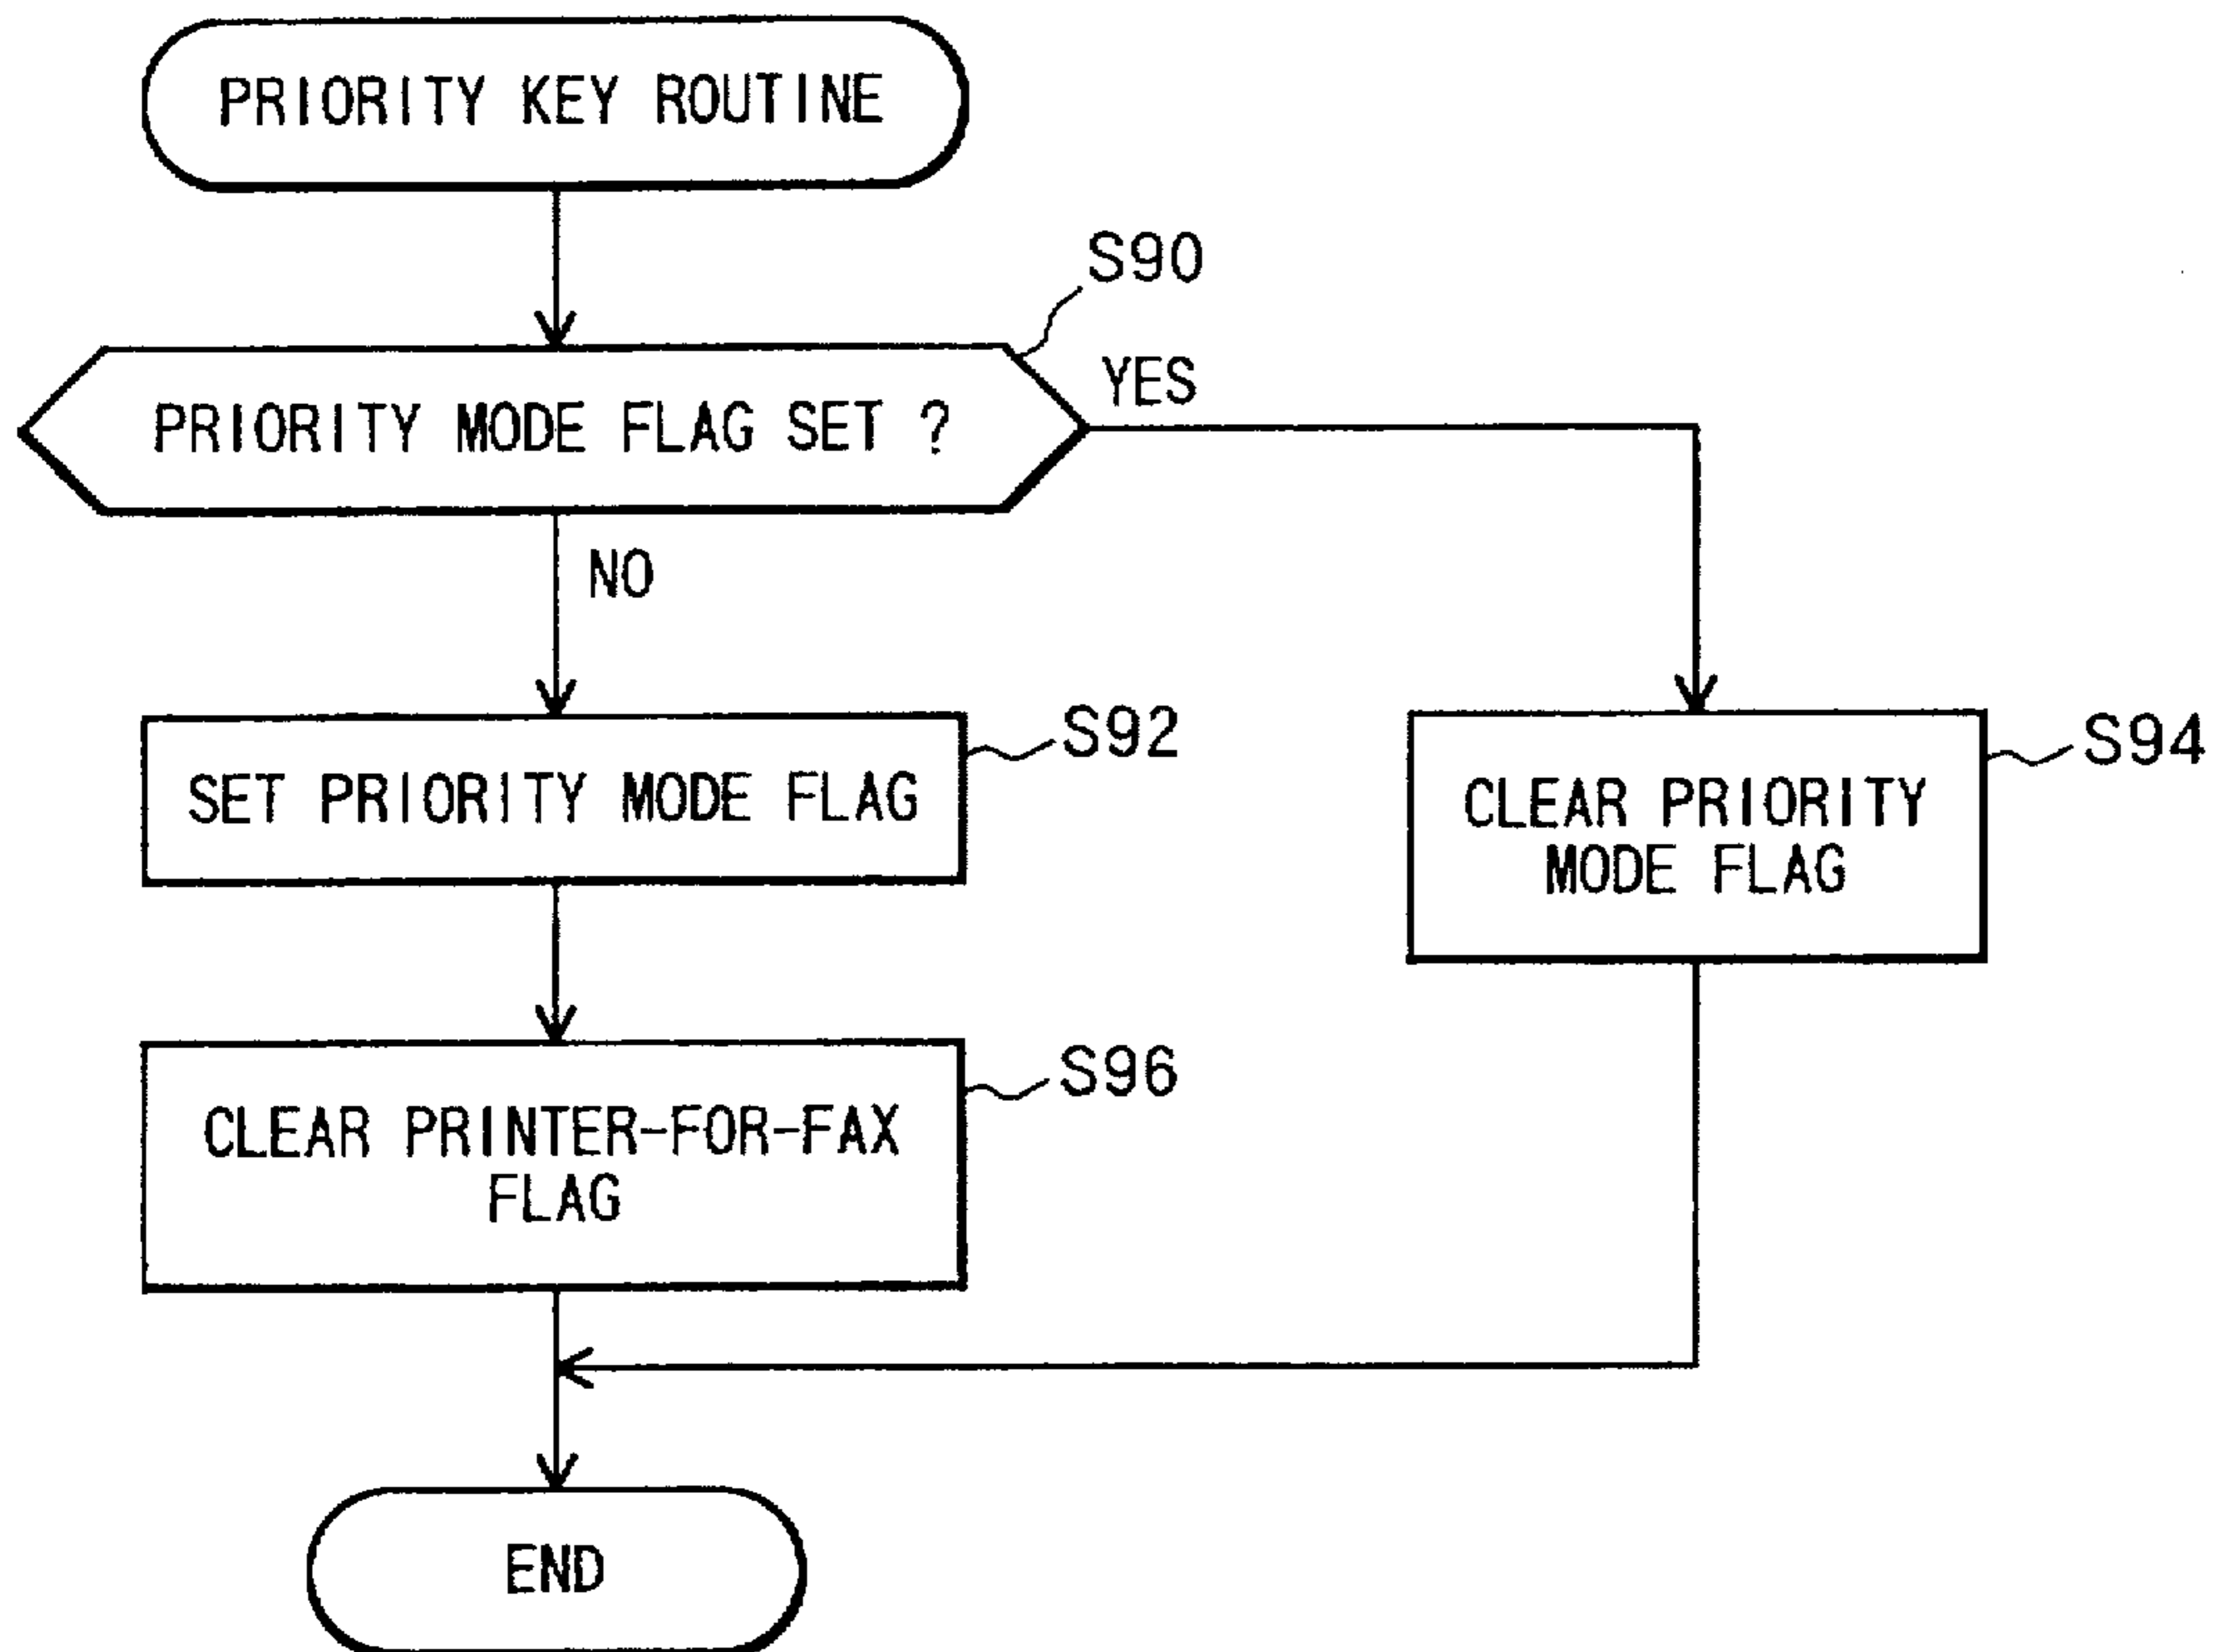 PRIORITY KEY ROUTINE
S90
PRIORITY MODE FLAG SET ?
YES
NO
SET PRIORITY MODE FLAG
S92
CLEAR PRIORITY
MODE FLAG
S94
CLEAR PRINTER-FOR-FAX
FLAG
S96
END